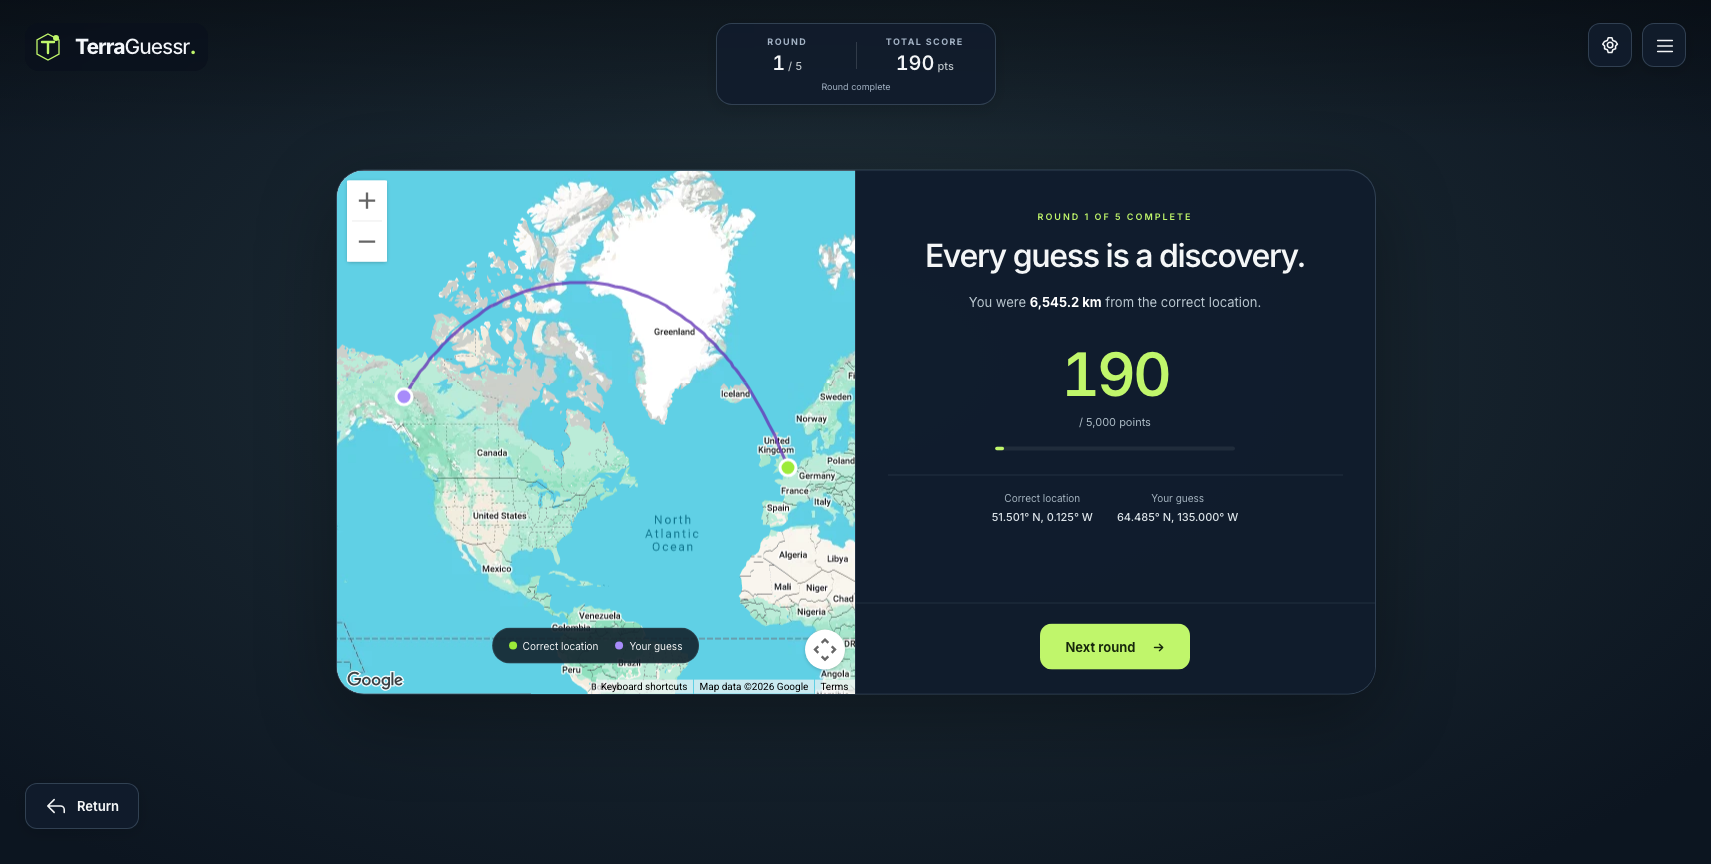 TerraGuessr.
ROUND
1 / 5
TOTAL SCORE
190 pts
Round complete
Greenland
Iceland
Sweden
Norway
United
Kingdom
Poland
Germany
France
Italy
Spain
Canada
United States
North
Atlantic
Ocean
Mexico
Algeria
Libya
Mali
Niger
Chad
Nigeria
Venezuela
Colombia
DR
Correct location
Your guess
Brazil
Peru
Angola
Google
Keyboard shortcuts
Map data ©2026 Google
Terms
ROUND 1 OF 5 COMPLETE
Every guess is a discovery.
You were 6,545.2 km from the correct location.
190
/ 5,000 points
Correct location
51.501° N, 0.125° W
Your guess
64.485° N, 135.000° W
Next round
Return